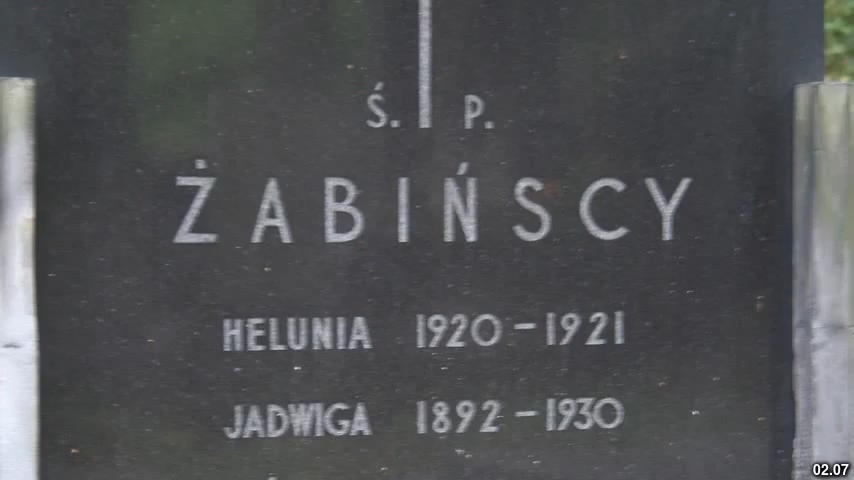 Ś. P.
ŻABIŃSCY
HELUNIA 1920-1921
JADWIGA 1892-1930
02.07